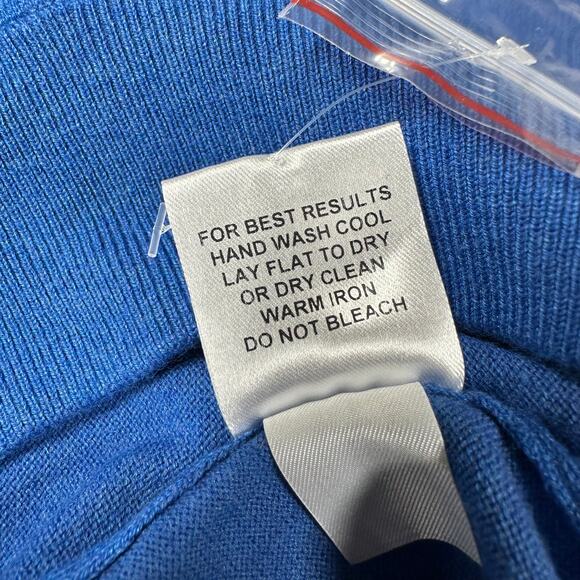 FOR BEST RESULTS
HAND WASH COOL
LAY FLAT TO DRY
OR DRY CLEAN
WARM IRON
DO NOT BLEACH